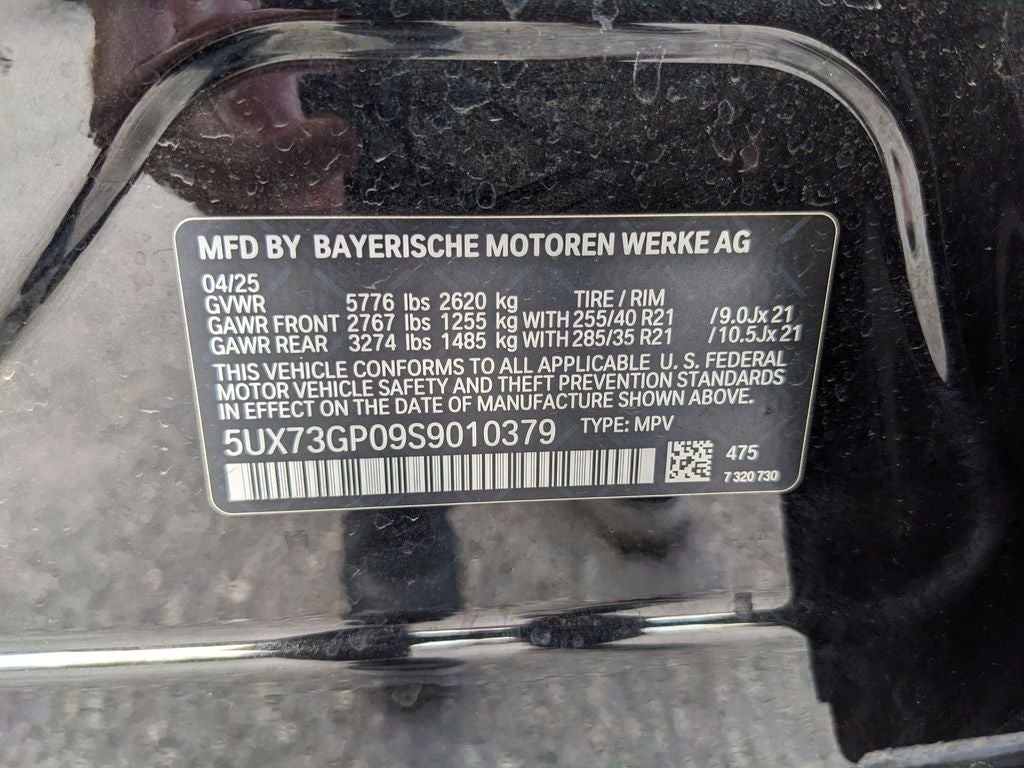 MFD BY BAYERISCHE MOTOREN WERKE AG
04/25
GVWR 5776 lbs 2620 kg TIRE / RIM
GAWR FRONT 2767 lbs 1255 kg WITH 255/40 R21 /9.0Jx 21
GAWR REAR 3274 lbs 1485 kg WITH 285/35 R21 /10.5Jx 21
THIS VEHICLE CONFORMS TO ALL APPLICABLE U. S. FEDERAL
MOTOR VEHICLE SAFETY AND THEFT PREVENTION STANDARDS
IN EFFECT ON THE DATE OF MANUFACTURE SHOWN ABOVE.
5UX73GP09S9010379 TYPE: MPV
475
7 320 730